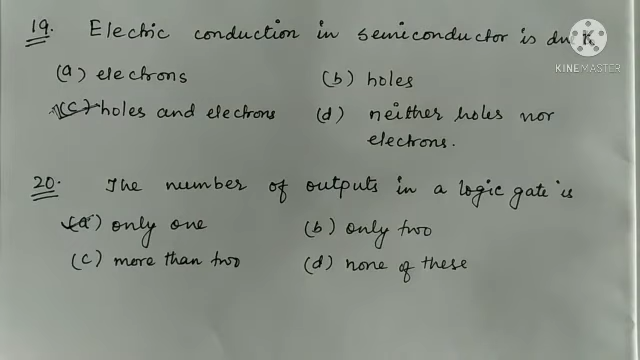 19. Electric conduction in semiconductor is du
KINEMASTER
(a) electrons (b) holes
(c) holes and electrons (d) neither holes nor
electrons.
20. The number of outputs in a logic gate is
(a) only one (b) only two
(c) more than two (d) none of these